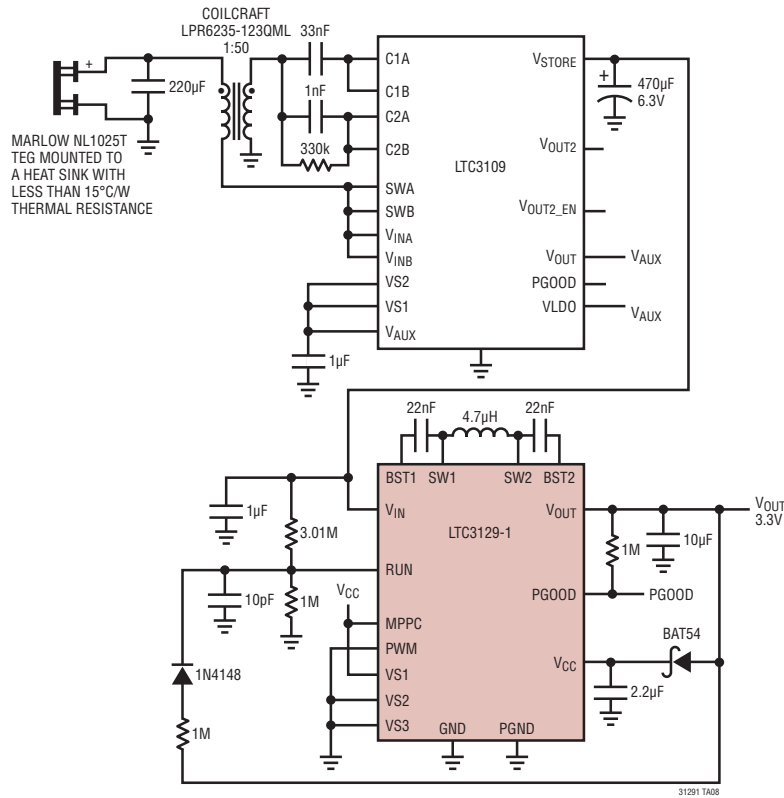 COILCRAFT
LPR6235-123QML
1:50
33nF
+
220µF
1nF
330k
MARLOW NL1025T
TEG MOUNTED TO
A HEAT SINK WITH
LESS THAN 15°C/W
THERMAL RESISTANCE
C1A
C1B
C2A
C2B
SWA
SWB
VINA
VINB
VS2
VS1
VAUX
1µF
LTC3109
VSTORE
+
470µF
6.3V
VOUT2
VOUT2_EN
VOUT
VAUX
PGOOD
VLDO
VAUX
22nF
4.7µH
22nF
BST1
SW1
SW2
BST2
VIN
LTC3129-1
VOUT
VOUT
3.3V
1µF
3.01M
1M
10µF
RUN
10pF
1M
VCC
PGOOD
PGOOD
MPPC
PWM
VS1
VS2
VS3
VCC
BAT54
2.2µF
1N4148
1M
GND
PGND
31291 TA08